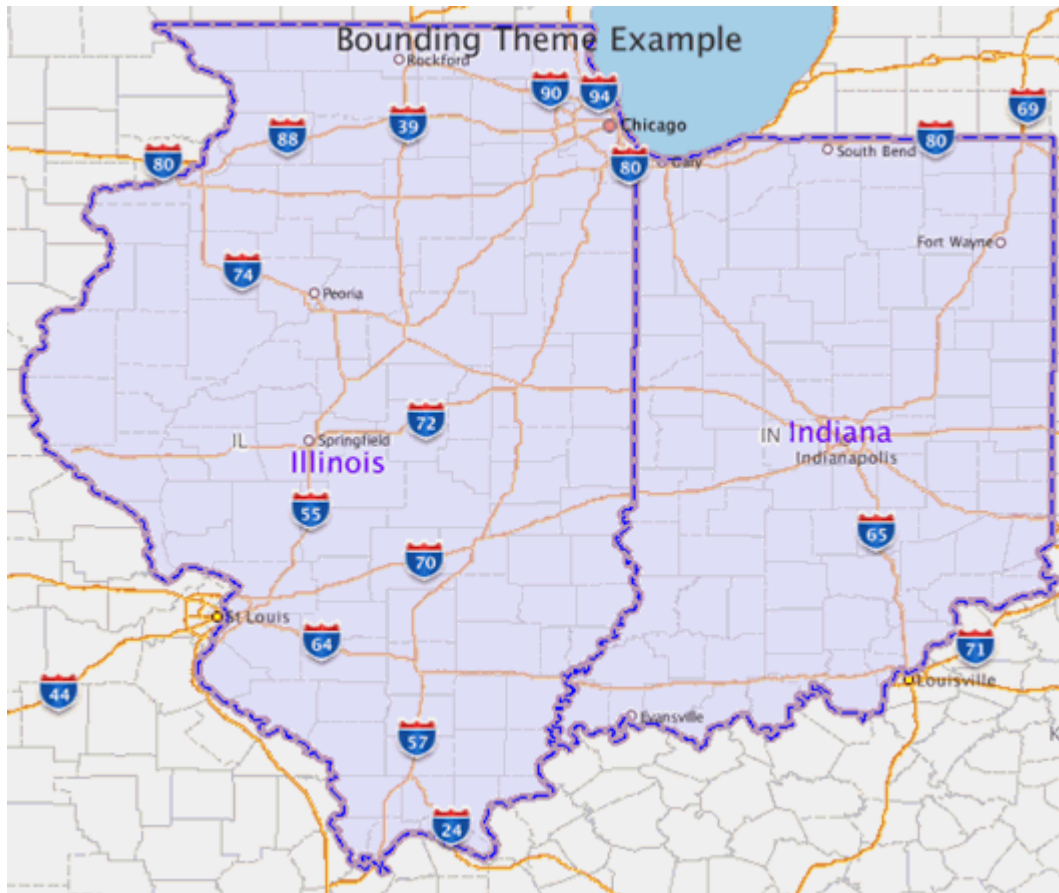 Bounding Theme Example
Rockford
90
94
69
39
Chicago
88
80
80
80
South Bend
Gary
Fort Wayne
74
Peoria
72
IL
Springfield
Illinois
IN
Indiana
Indianapolis
55
65
70
St Louis
64
71
44
Louisville
Evansville
57
K
24